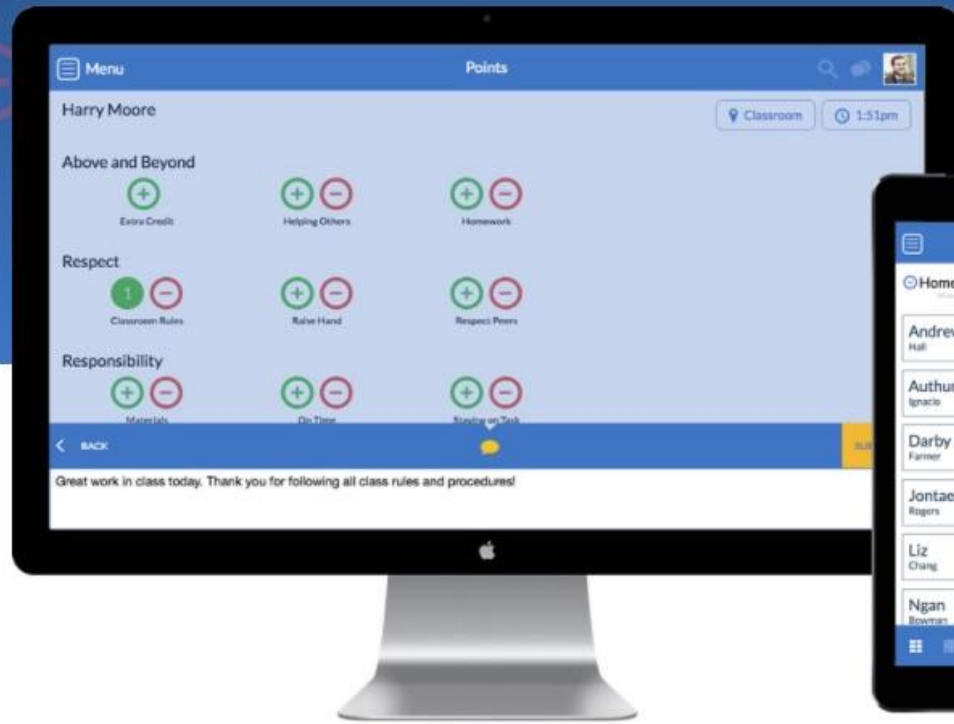 Menu
Points
Harry Moore
Classroom
1:51pm
Above and Beyond
Extra Credit
Helping Others
Homework
Respect
1
Classroom Rules
Raise Hand
Respect Peers
Responsibility
Materials
On Time
Staying on Task
BACK
Great work in class today. Thank you for following all class rules and procedures!
Home
Andrew
Hall
Authur
Ignacio
Darby
Farmer
Jontae
Rogers
Liz
Chang
Ngan
Bowman